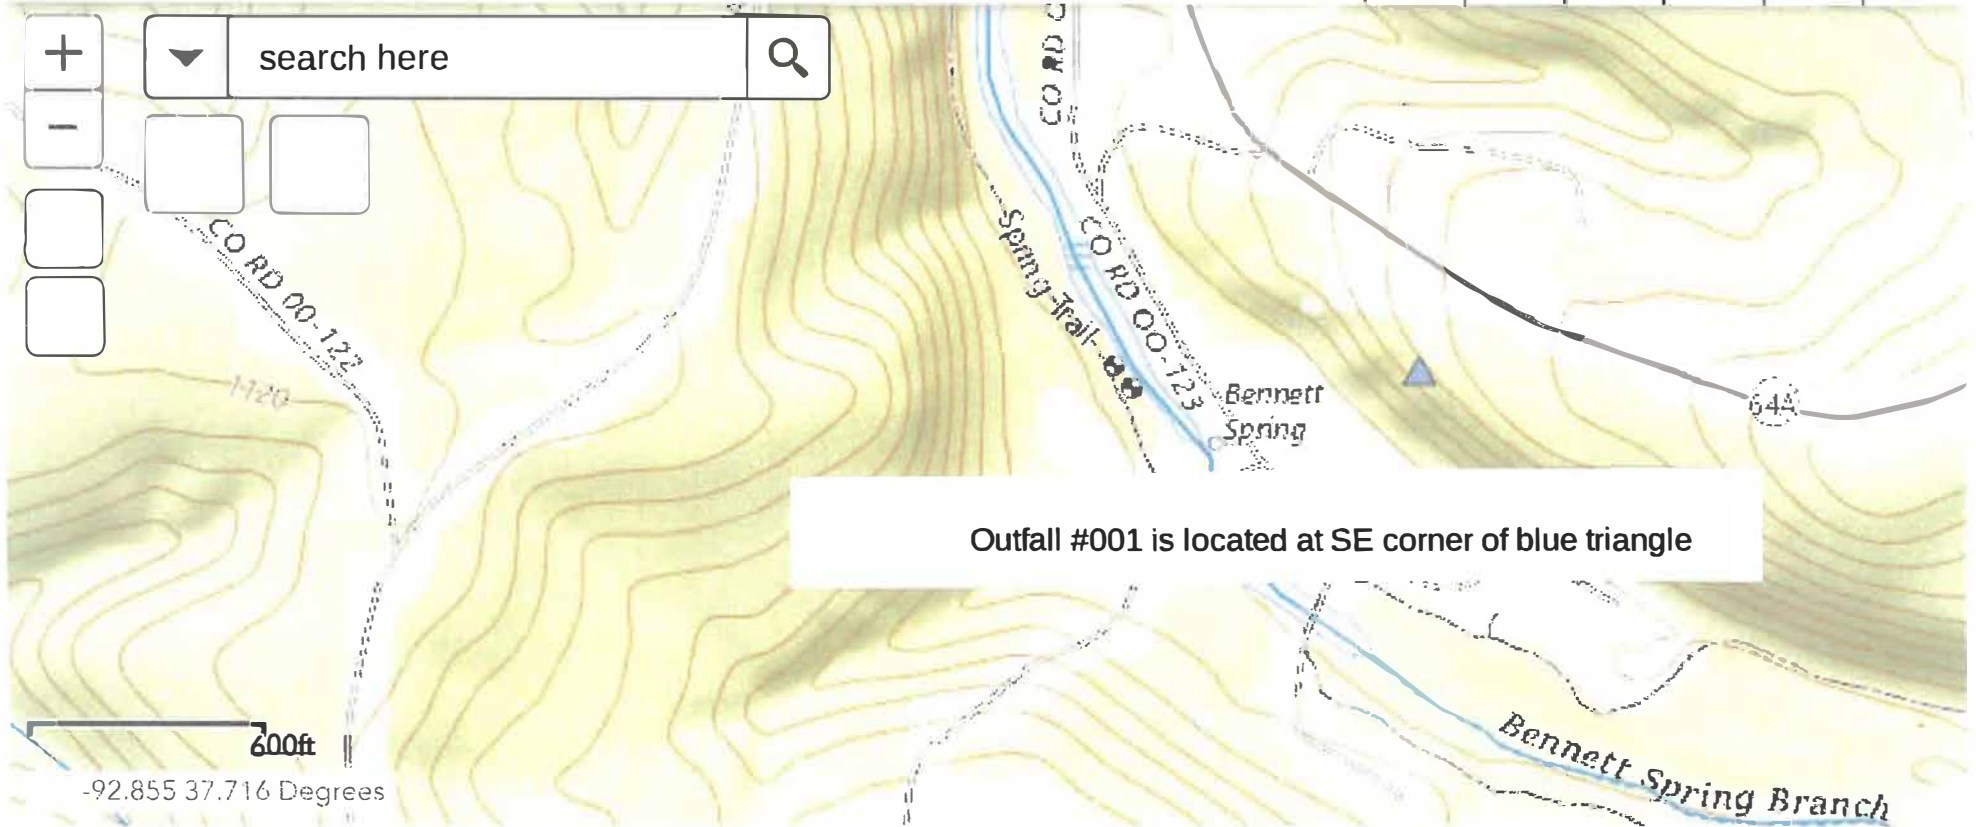 +
search here
−
CO RD
CO RD 00-122
Spring Trail
CO RD 00-123
1120
Bennett
Spring
64A
Outfall #001 is located at SE corner of blue triangle
600ft
-92.855 37.716 Degrees
Bennett Spring Branch